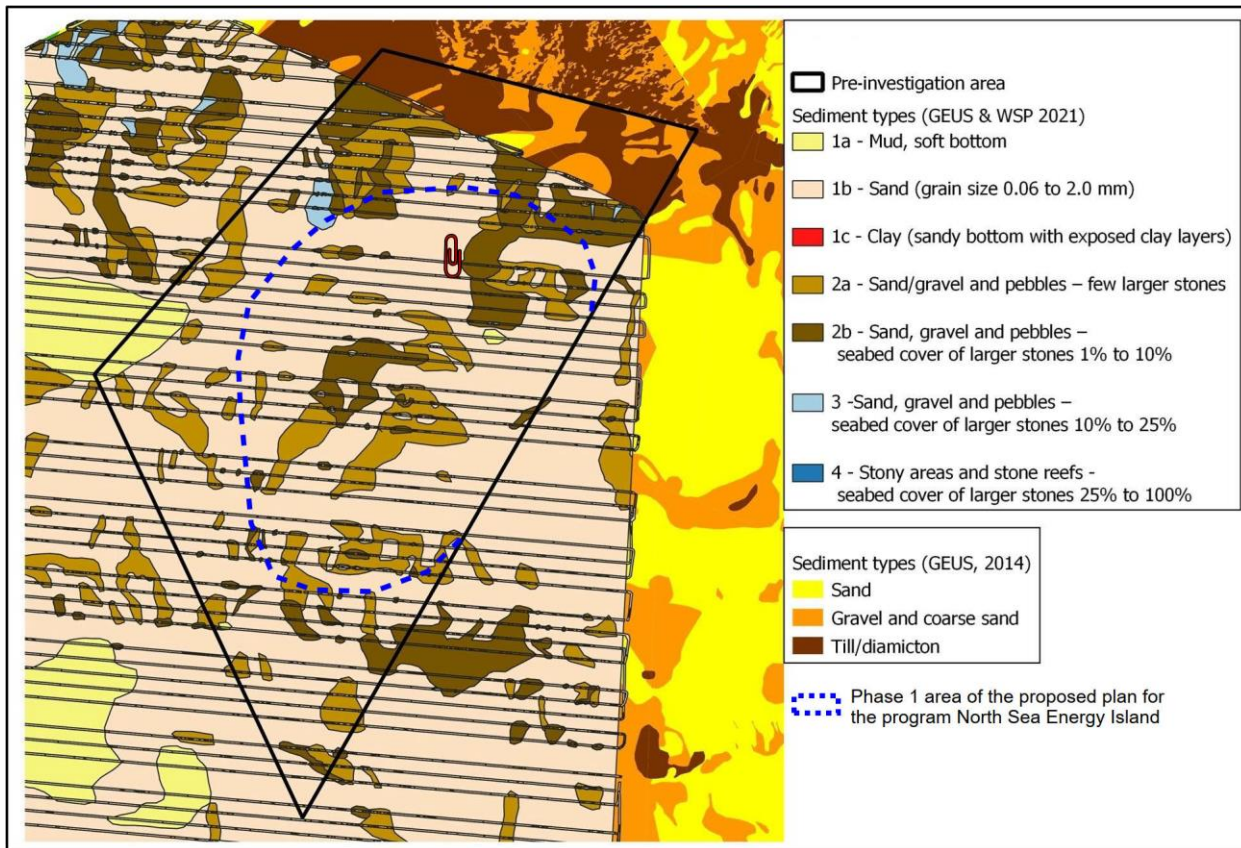 Pre-investigation area
Sediment types (GEUS & WSP 2021)
1a - Mud, soft bottom
1b - Sand (grain size 0.06 to 2.0 mm)
1c - Clay (sandy bottom with exposed clay layers)
2a - Sand/gravel and pebbles – few larger stones
2b - Sand, gravel and pebbles –
seabed cover of larger stones 1% to 10%
3 -Sand, gravel and pebbles –
seabed cover of larger stones 10% to 25%
4 - Stony areas and stone reefs -
seabed cover of larger stones 25% to 100%
Sediment types (GEUS, 2014)
Sand
Gravel and coarse sand
Till/diamicton
Phase 1 area of the proposed plan for
the program North Sea Energy Island